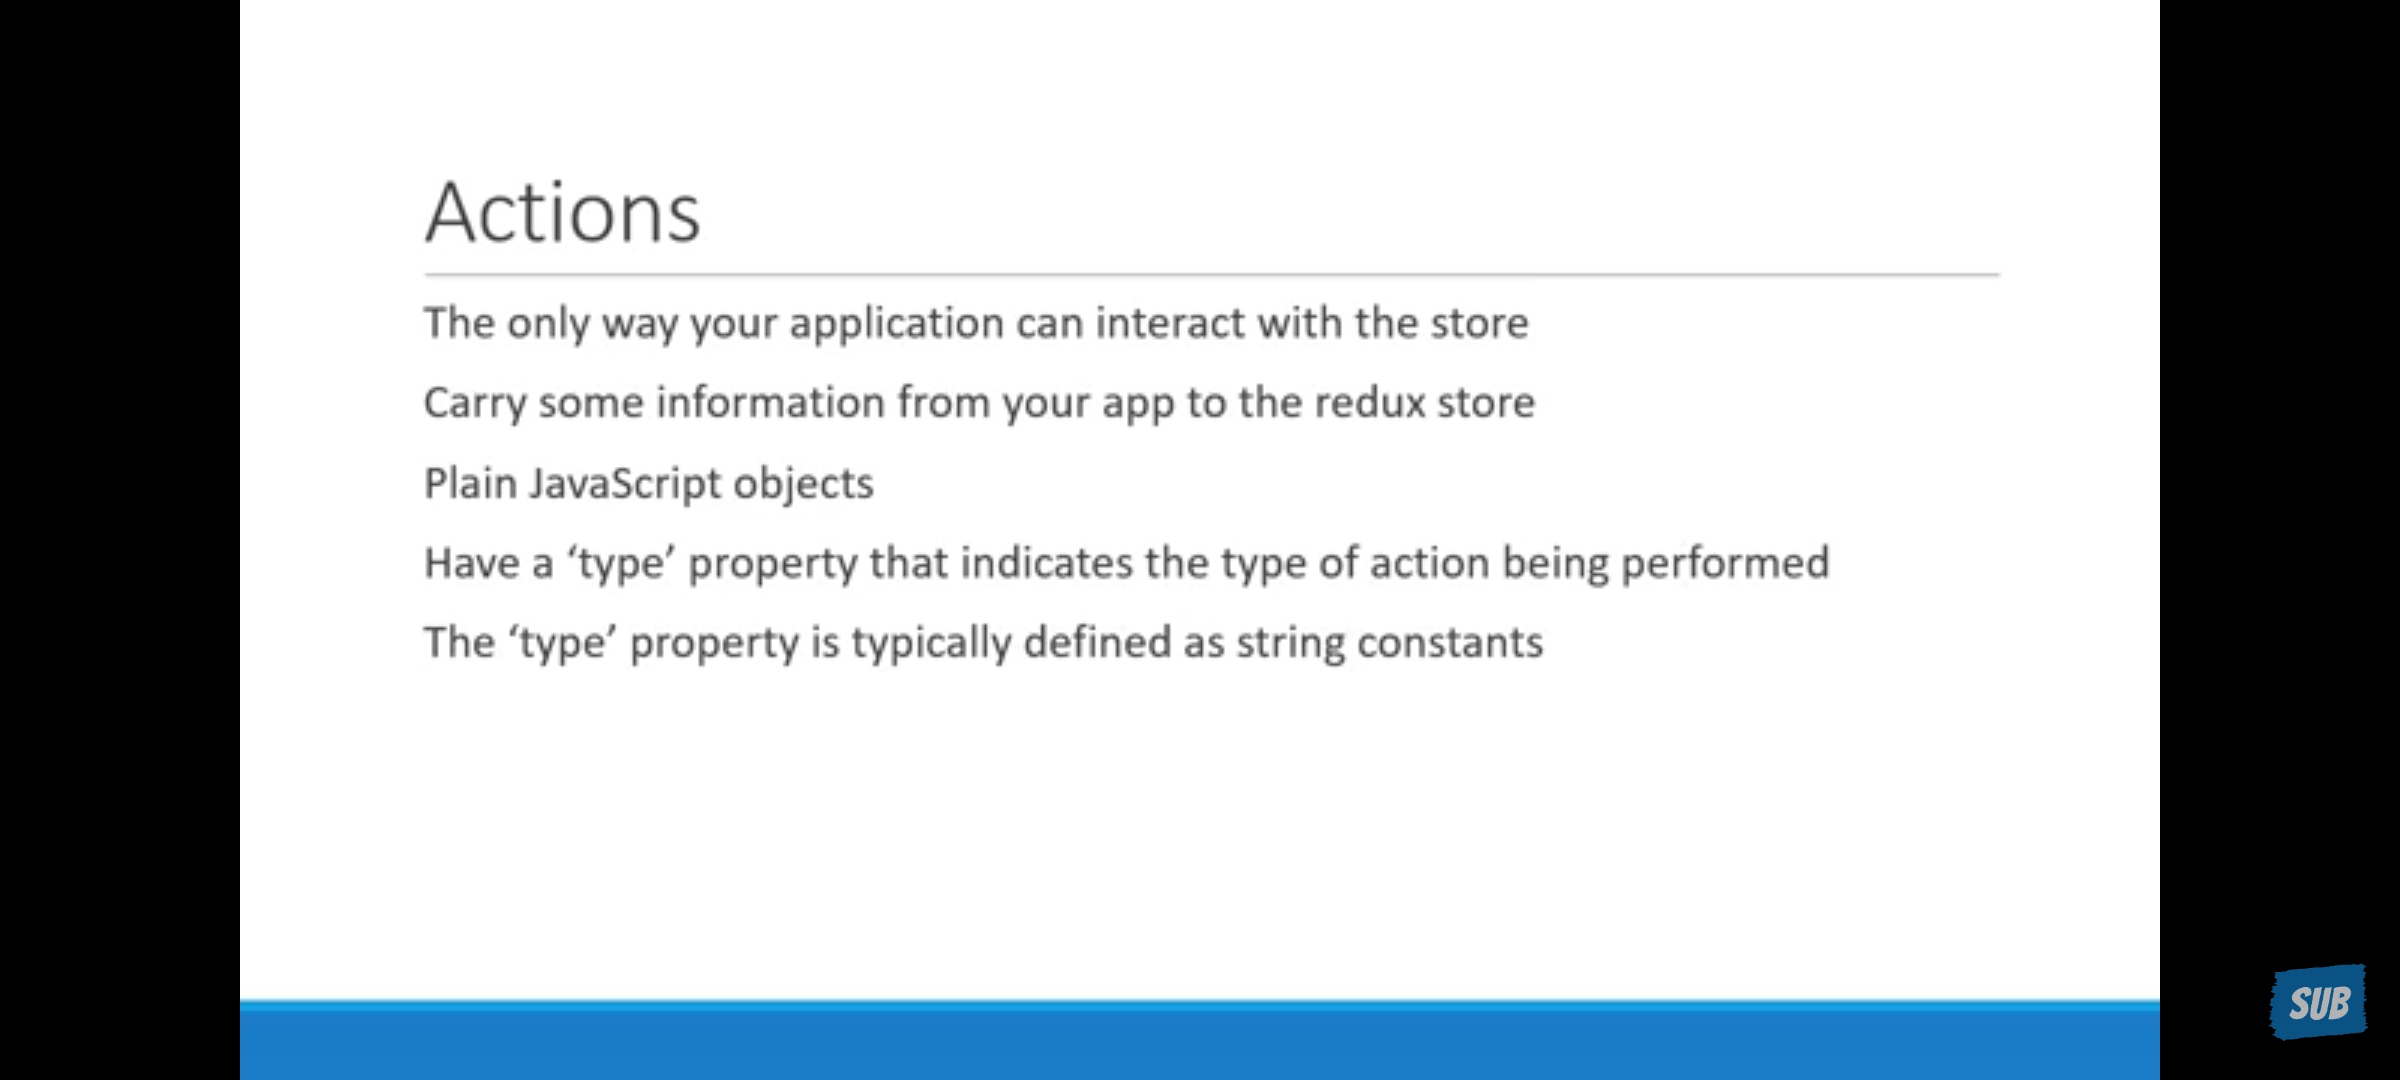 Actions
The only way your application can interact with the store
Carry some information from your app to the redux store
Plain JavaScript objects
Have a ‘type’ property that indicates the type of action being performed
The ‘type’ property is typically defined as string constants
SUB